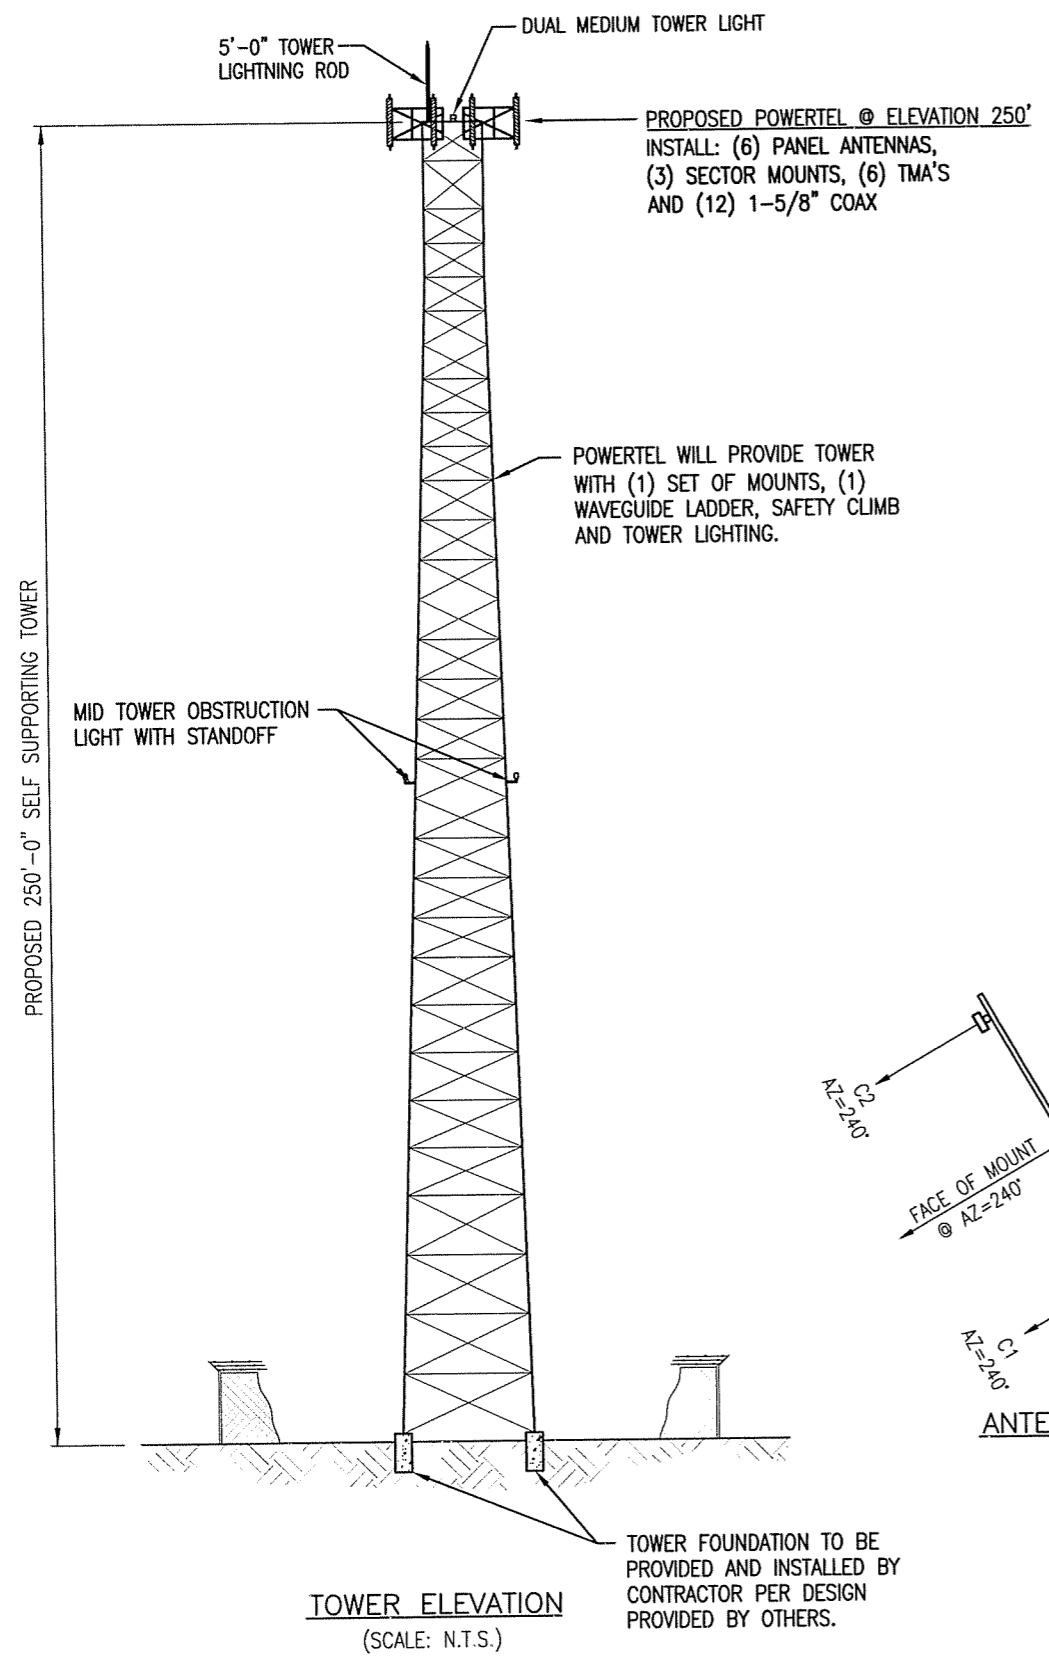 DUAL MEDIUM TOWER LIGHT
5'-0" TOWER
LIGHTNING ROD
PROPOSED POWERTEL @ ELEVATION 250'
INSTALL: (6) PANEL ANTENNAS,
(3) SECTOR MOUNTS, (6) TMA'S
AND (12) 1-5/8" COAX
POWERTEL WILL PROVIDE TOWER
WITH (1) SET OF MOUNTS, (1)
WAVEGUIDE LADDER, SAFETY CLIMB
AND TOWER LIGHTING.
PROPOSED 250'-0" SELF SUPPORTING TOWER
MID TOWER OBSTRUCTION
LIGHT WITH STANDOFF
C2
AZ=240°
FACE OF MOUNT
@ AZ=240°
C1
AZ=240°
ANTE
TOWER FOUNDATION TO BE
PROVIDED AND INSTALLED BY
CONTRACTOR PER DESIGN
PROVIDED BY OTHERS.
TOWER ELEVATION
(SCALE: N.T.S.)